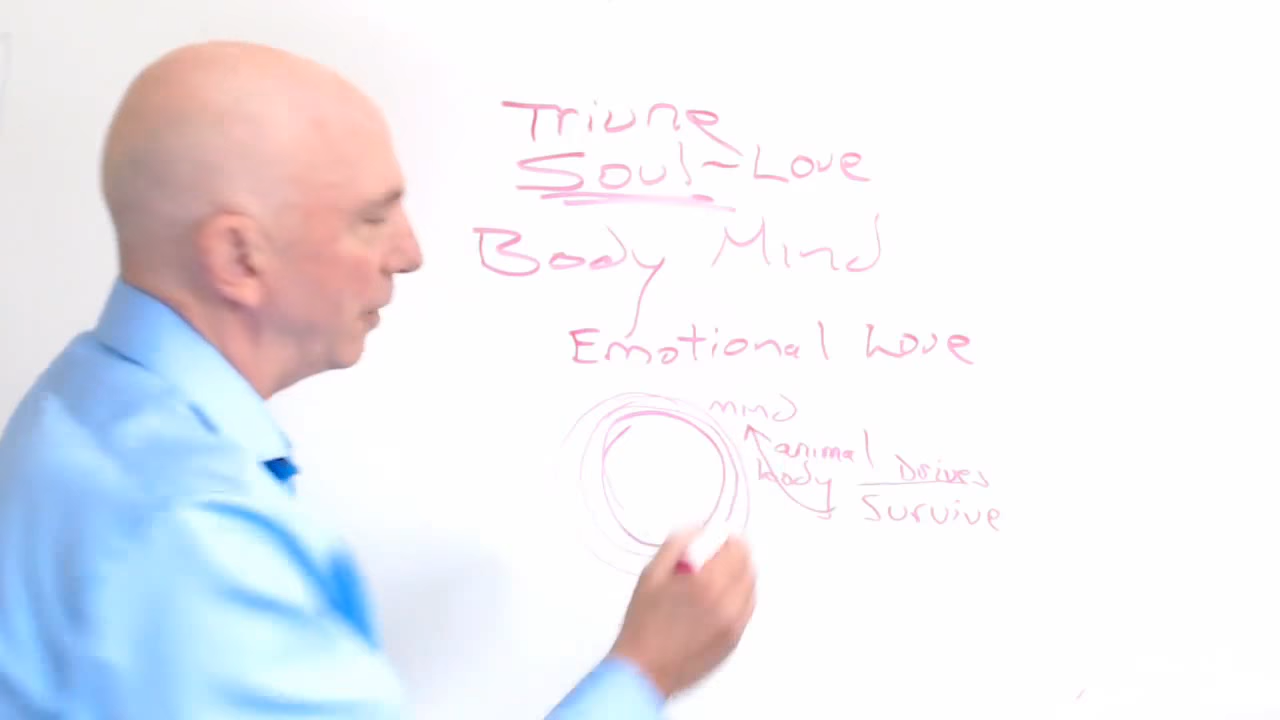 Triune
Soul - Love
Body Mind
Emotional Love
mind
animal
body Drives
Survive